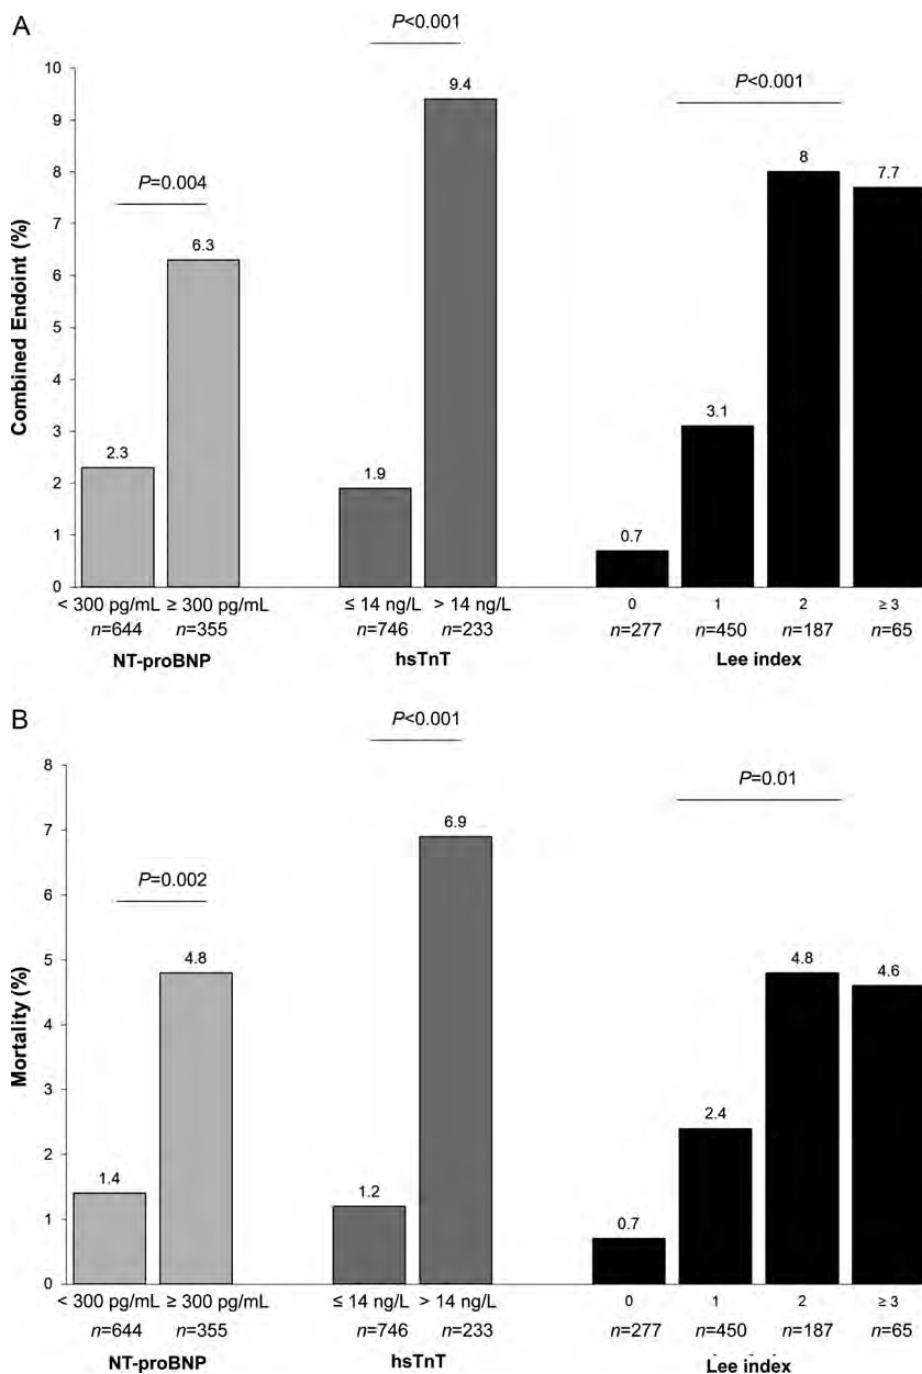 A
P<0.001
10
9.4
P<0.001
9
8
8
7.7
P=0.004
7
6.3
6
5
Combined Endoint (%)
4
3.1
3
2.3
1.9
2
1
0.7
0
< 300 pg/mL ≥ 300 pg/mL ≤ 14 ng/L > 14 ng/L 0 1 2 ≥ 3
n=644 n=355 n=746 n=233 n=277 n=450 n=187 n=65
NT-proBNP hsTnT Lee index
B
P<0.001
8
P=0.01
7
6.9
P=0.002
6
5
4.8
4.8
4.6
Mortality (%)
4
3
2.4
2
1.4
1.2
1
0.7
0
< 300 pg/mL ≥ 300 pg/mL ≤ 14 ng/L > 14 ng/L 0 1 2 ≥ 3
n=644 n=355 n=746 n=233 n=277 n=450 n=187 n=65
NT-proBNP hsTnT Lee index